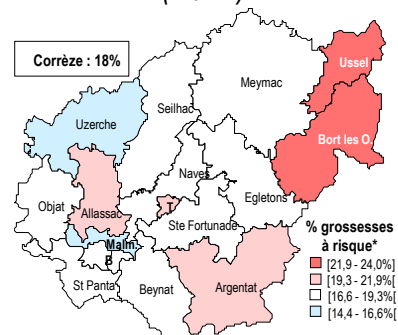 Corrèze : 18%
Ussel
Meymac
Seilhac
Uzerche
Bort les O.
Naves
Egletons
Objat
Allassac
T
Ste Fortunade
Malm.
B
St Panta
Beynat
Argentat
% grossesses
à risque*
[21,9 - 24,0%]
[19,3 - 21,9%[
[16,6 - 19,3%[
[14,4 - 16,6%[